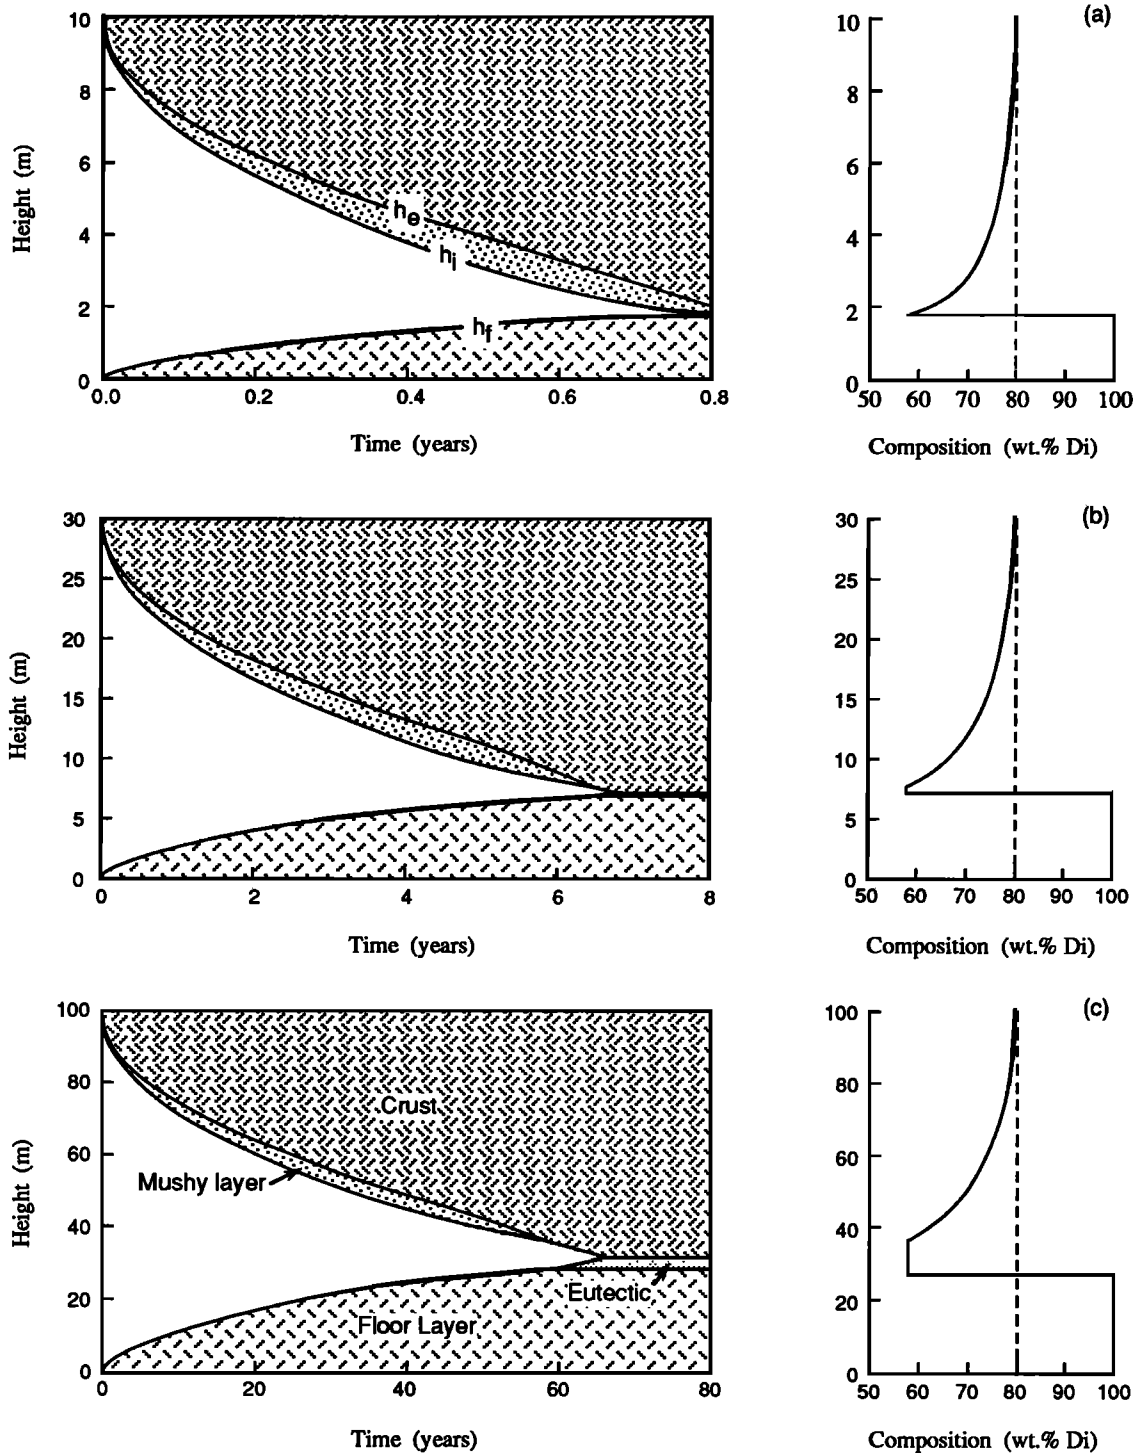 (a)
10
8
6
4
2
0
Height (m)
h_e
h_i
h_f
0.0 0.2 0.4 0.6 0.8
Time (years)
10
8
6
4
2
0
50 60 70 80 90 100
Composition (wt.% Di)
(b)
30
25
20
15
10
5
0
Height (m)
0 2 4 6 8
Time (years)
30
25
20
15
10
5
0
50 60 70 80 90 100
Composition (wt.% Di)
(c)
100
80
60
40
20
0
Height (m)
Crust
Mushy layer
Eutectic
Floor Layer
0 20 40 60 80
Time (years)
100
80
60
40
20
0
50 60 70 80 90 100
Composition (wt.% Di)